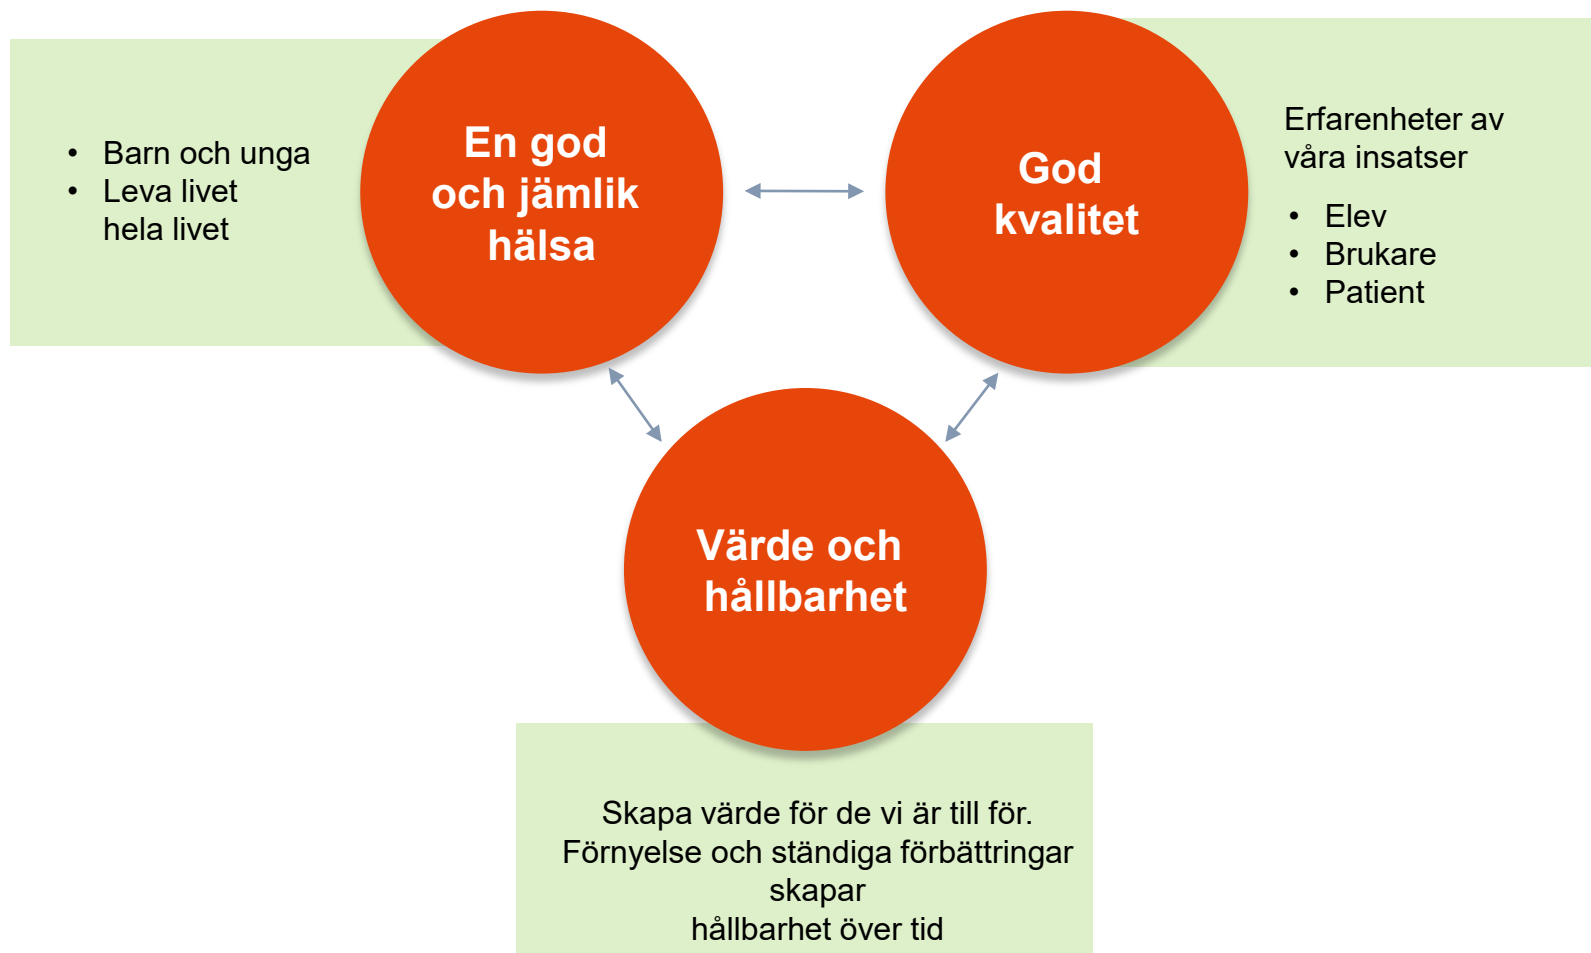 • Barn och unga
• Leva livet
hela livet
En god
och jämlik
hälsa
God
kvalitet
Erfarenheter av
våra insatser
• Elev
• Brukare
• Patient
Värde och
hållbarhet
Skapa värde för de vi är till för.
Förnyelse och ständiga förbättringar
skapar
hållbarhet över tid